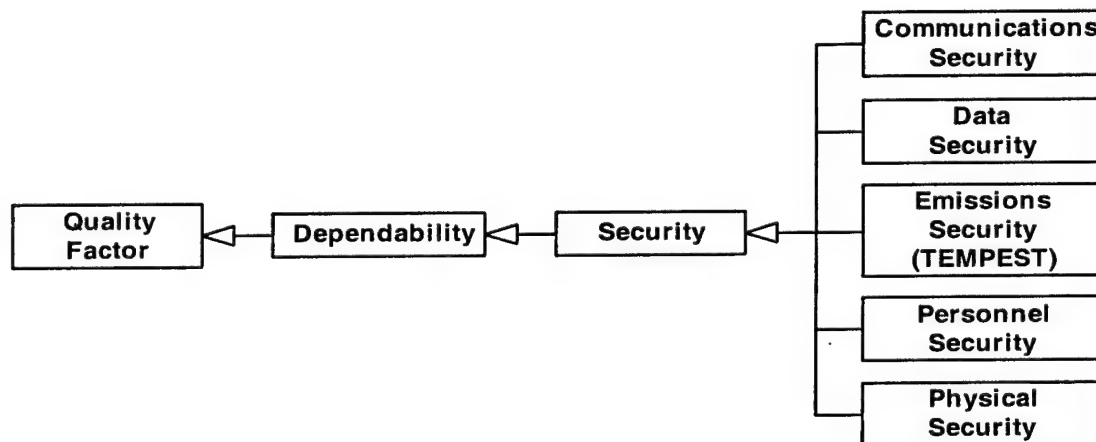 Communications
Security
Data
Security
Quality
Factor
Dependability
Security
Emissions
Security
(TEMPEST)
Personnel
Security
Physical
Security